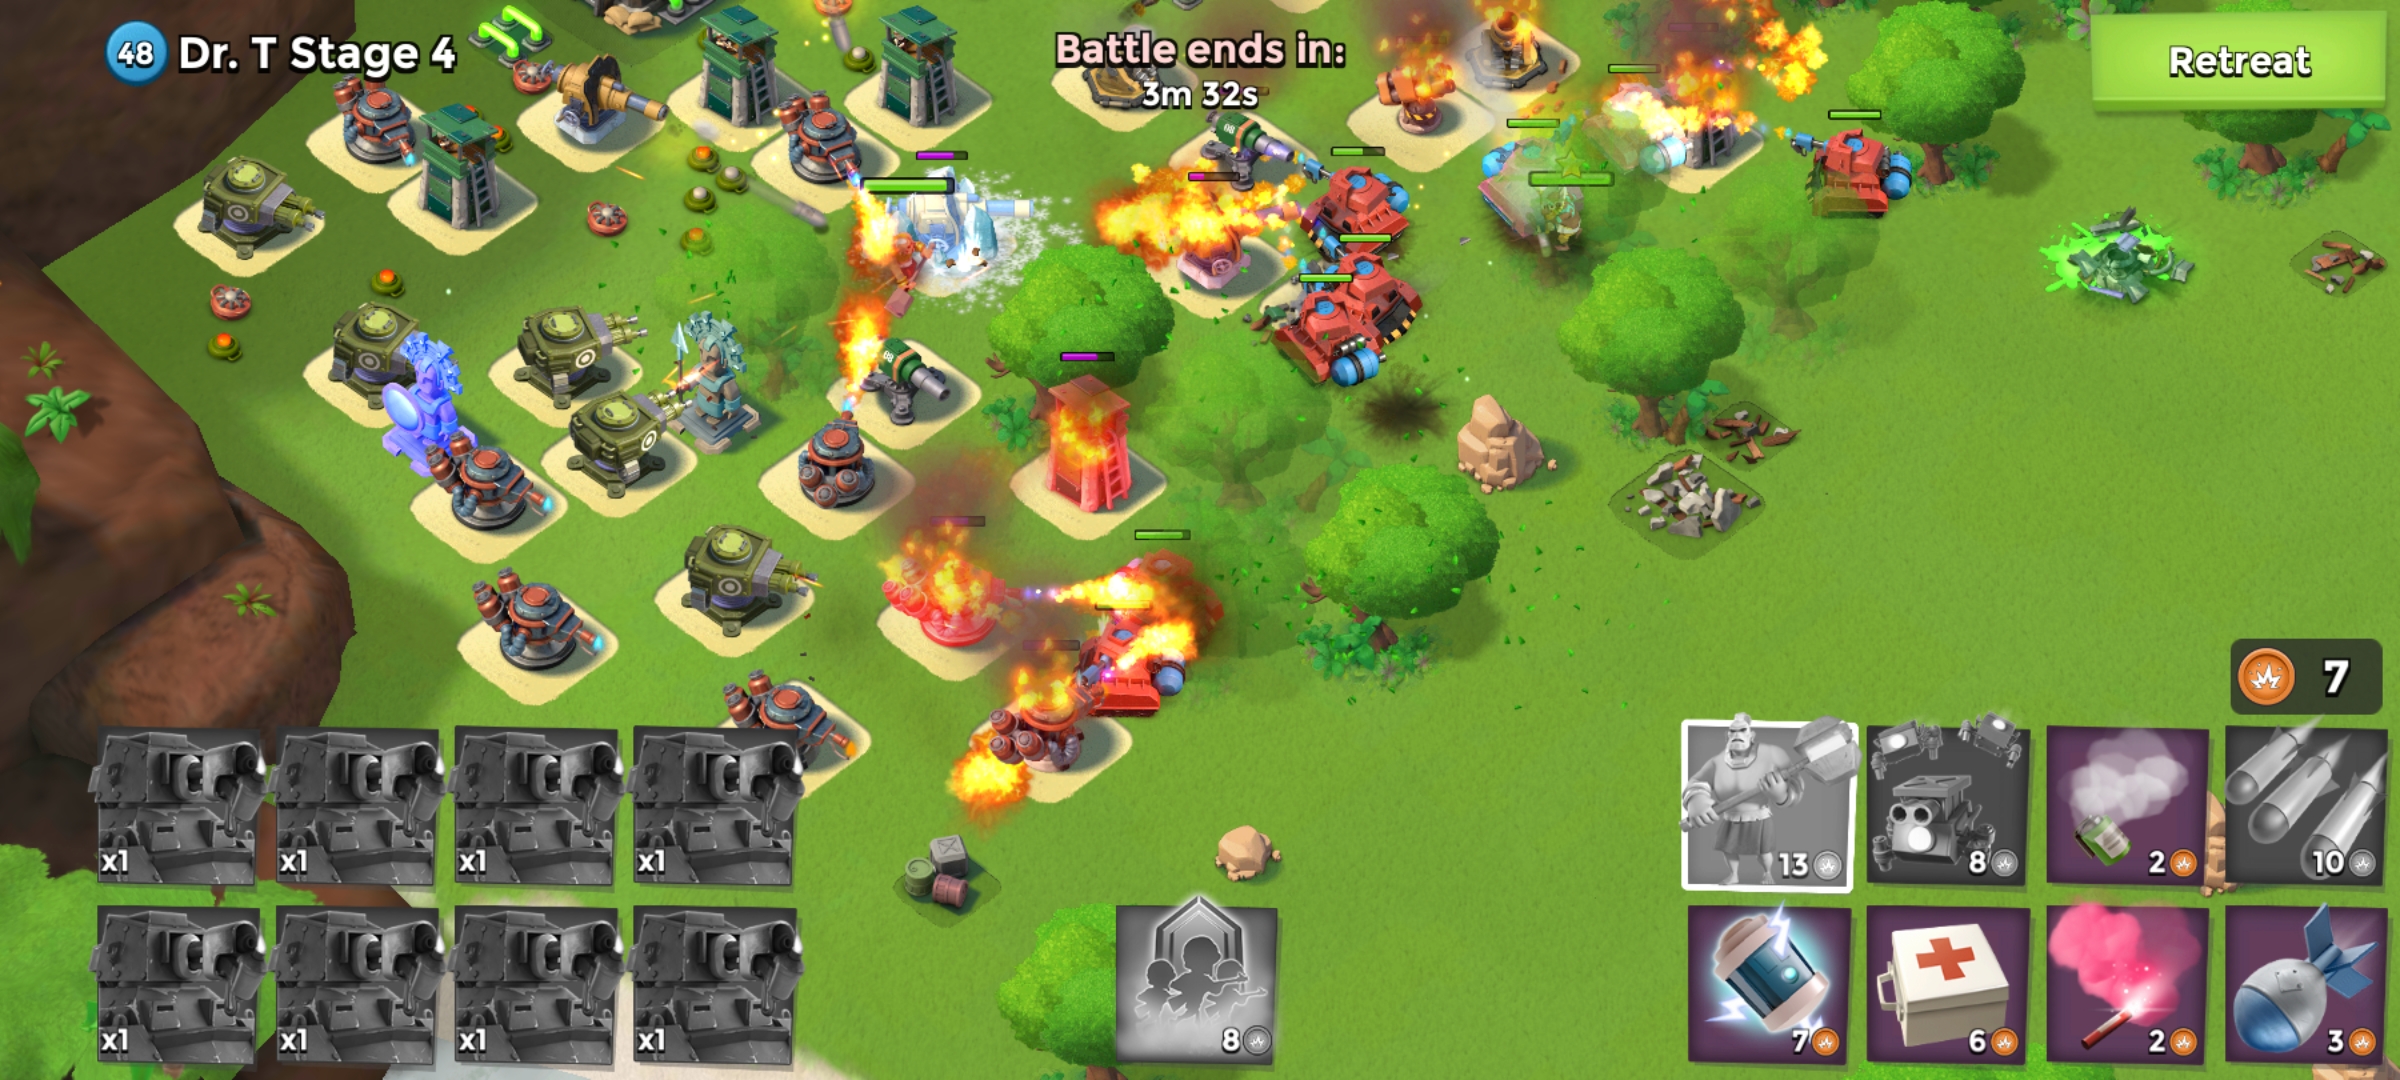 48 Dr. T Stage 4
Battle ends in:
3m 32s
Retreat
7
x1 x1 x1 x1
13 8 2 10
x1 x1 x1 x1
8
7 6 2 3